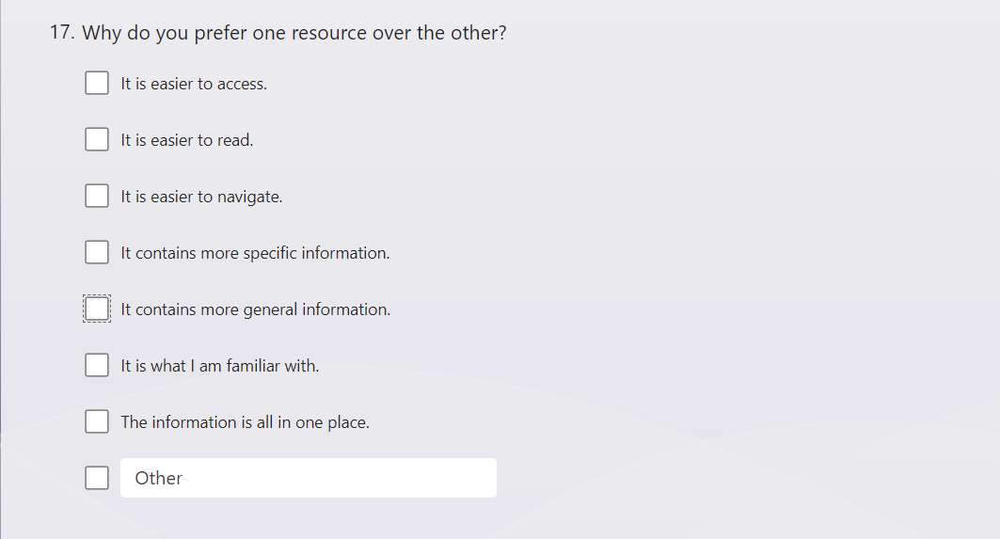 17. Why do you prefer one resource over the other?
It is easier to access.
It is easier to read.
It is easier to navigate.
It contains more specific information.
It contains more general information.
It is what I am familiar with.
The information is all in one place.
Other